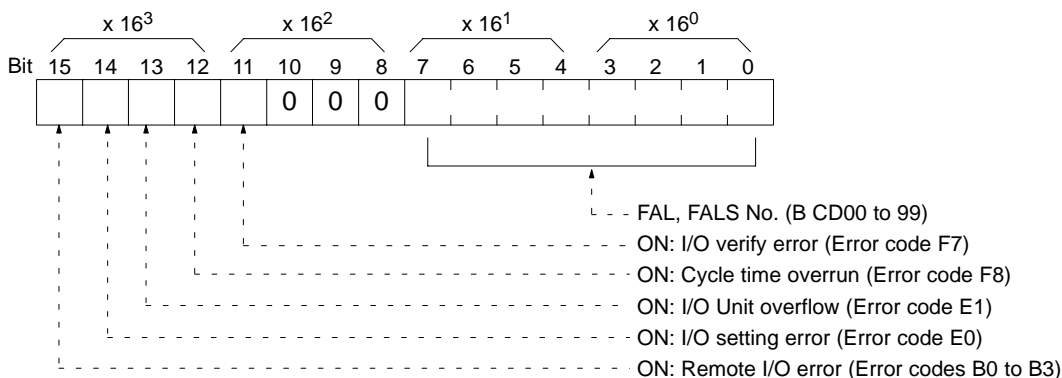 x 16³ x 16² x 16¹ x 16⁰
Bit 15 14 13 12 11 10 9 8 7 6 5 4 3 2 1 0
0 0 0
FAL, FALS No. (B CD00 to 99)
ON: I/O verify error (Error code F7)
ON: Cycle time overrun (Error code F8)
ON: I/O Unit overflow (Error code E1)
ON: I/O setting error (Error code E0)
ON: Remote I/O error (Error codes B0 to B3)